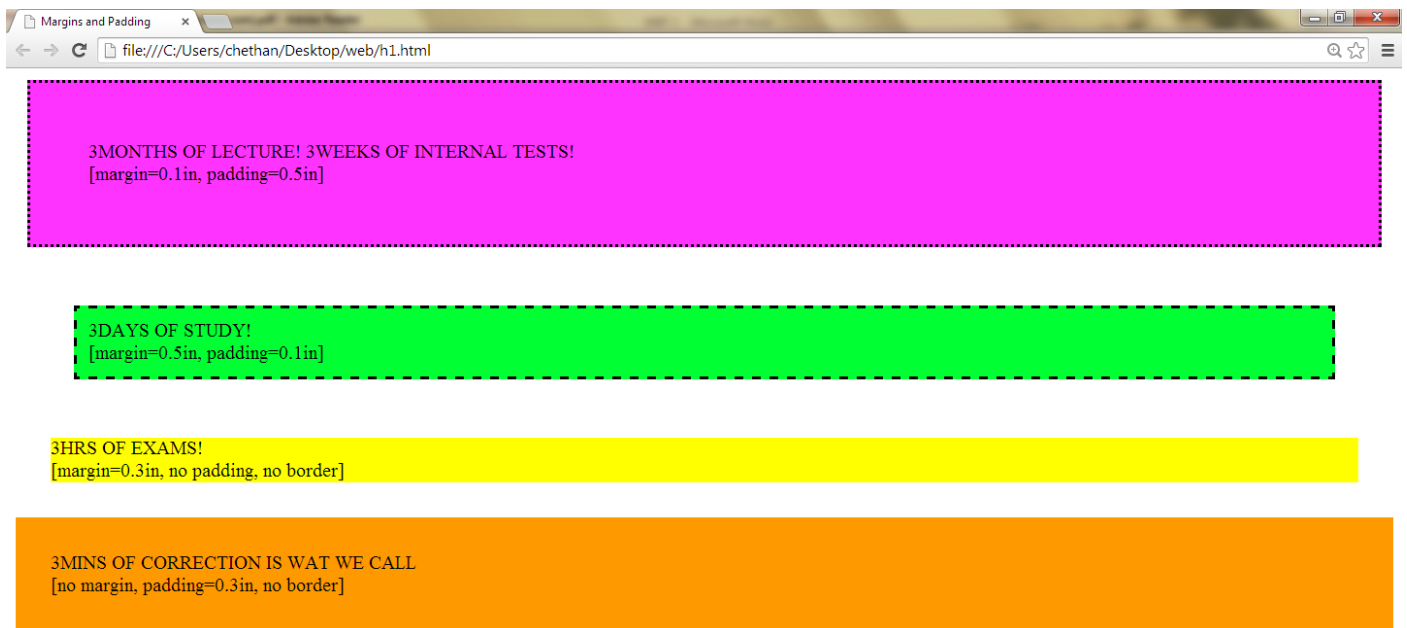 Margins and Padding
file:///C:/Users/chethan/Desktop/web/h1.html
3MONTHS OF LECTURE! 3WEEKS OF INTERNAL TESTS!
[margin=0.1in, padding=0.5in]
3DAYS OF STUDY!
[margin=0.5in, padding=0.1in]
3HRS OF EXAMS!
[margin=0.3in, no padding, no border]
3MINS OF CORRECTION IS WAT WE CALL
[no margin, padding=0.3in, no border]